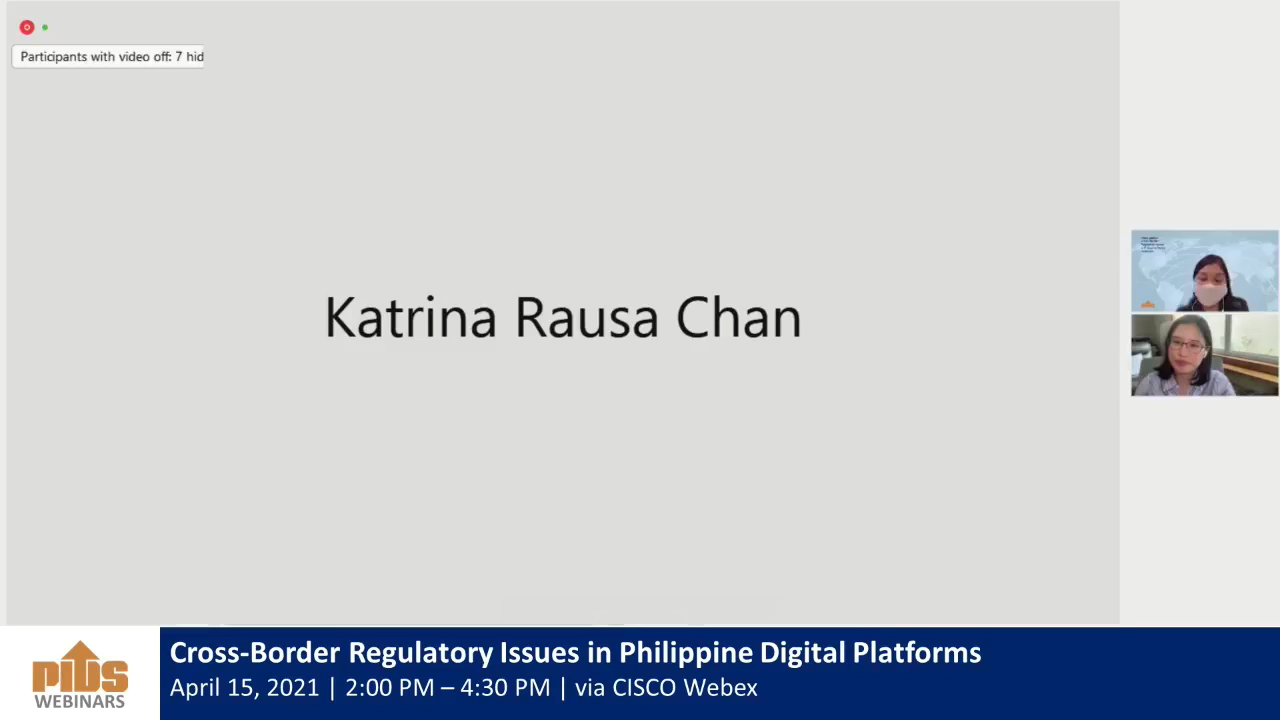 Participants with video off: 7 hid
Katrina Rausa Chan
PIDS
WEBINARS
Cross-Border Regulatory Issues in Philippine Digital Platforms
April 15, 2021 | 2:00 PM – 4:30 PM | via CISCO Webex